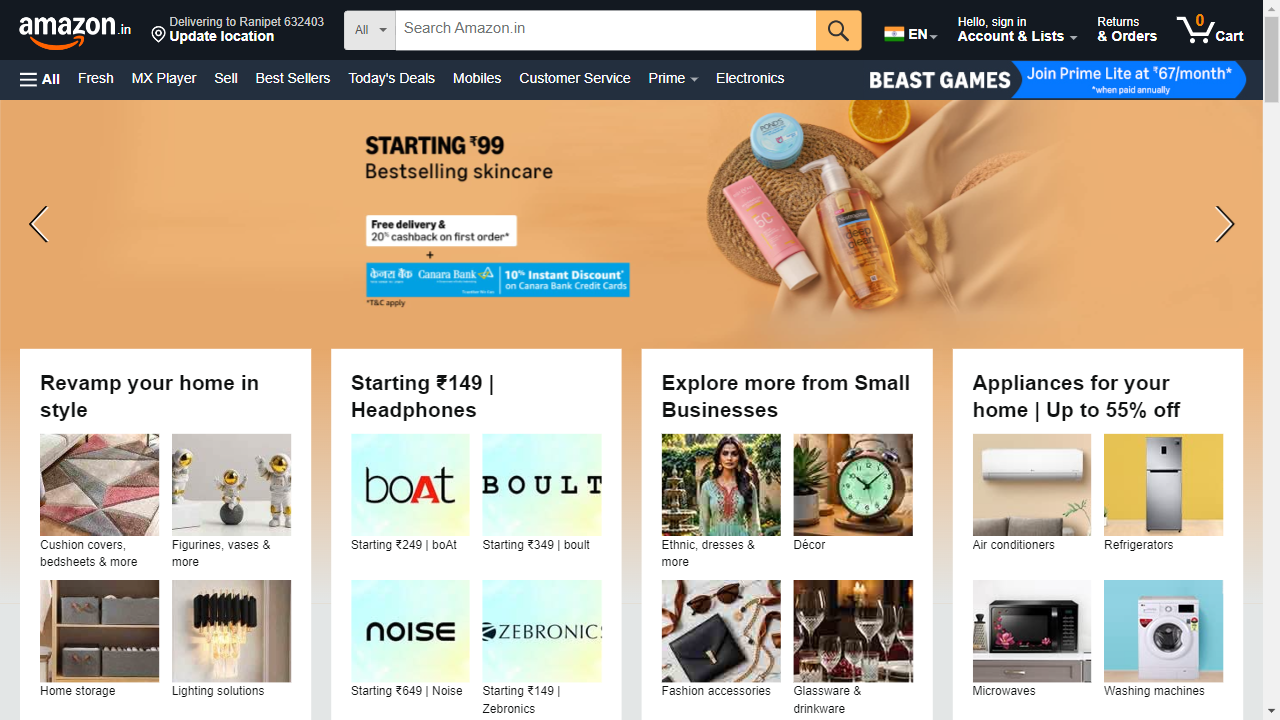 amazon.in
Delivering to Ranipet 632403
Update location
All
Search Amazon.in
EN
Hello, sign in
Account & Lists
Returns
& Orders
0
Cart
All
Fresh
MX Player
Sell
Best Sellers
Today's Deals
Mobiles
Customer Service
Prime
Electronics
BEAST GAMES
Join Prime Lite at ₹67/month*
*when paid annually
STARTING ₹99
Bestselling skincare
Free delivery &
20% cashback on first order*
+
केनरा बैंक Canara Bank
10% Instant Discount*
on Canara Bank Credit Cards
*T&C apply
POND'S
50
Neutrogena
deep
clean
Revamp your home in
style
Cushion covers,
bedsheets & more
Figurines, vases &
more
Home storage
Lighting solutions
Starting ₹149 |
Headphones
boAt
BOULT
Starting ₹249 | boAt
Starting ₹349 | boult
NOISE
ZEBRONICS
Starting ₹649 | Noise
Starting ₹149 |
Zebronics
Explore more from Small
Businesses
Ethnic, dresses &
more
Décor
Fashion accessories
Glassware &
drinkware
Appliances for your
home | Up to 55% off
Air conditioners
Refrigerators
Microwaves
Washing machines